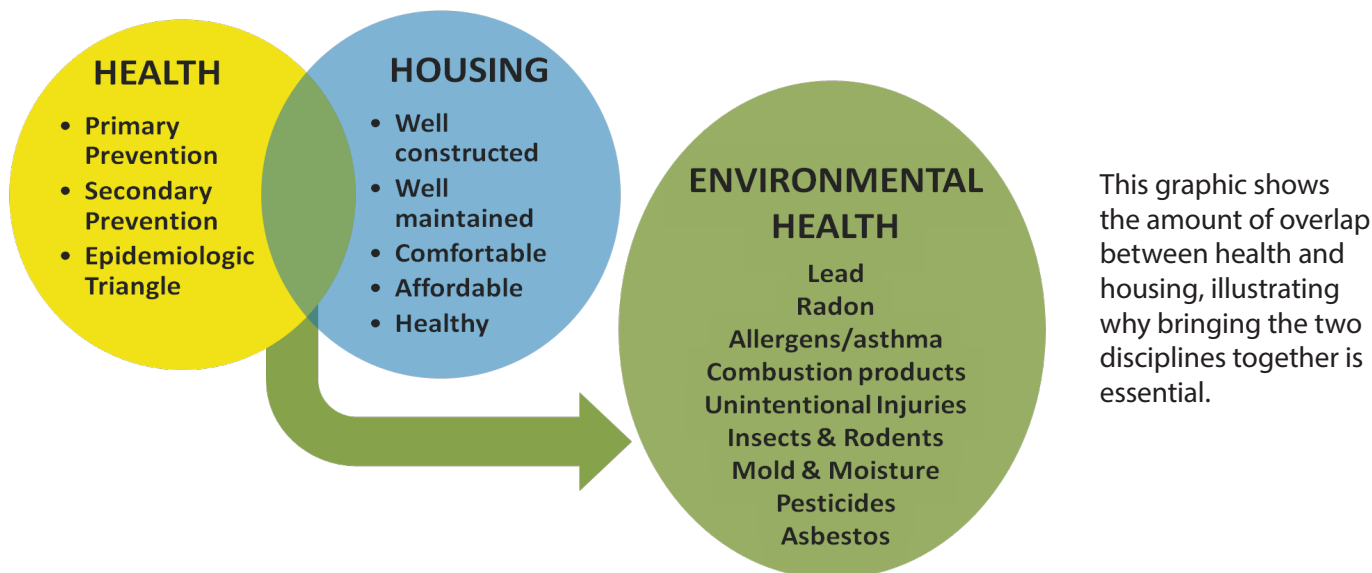 HEALTH
• Primary
Prevention
• Secondary
Prevention
• Epidemiologic
Triangle
HOUSING
• Well
constructed
• Well
maintained
• Comfortable
• Affordable
• Healthy
ENVIRONMENTAL
HEALTH
Lead
Radon
Allergens/asthma
Combustion products
Unintentional Injuries
Insects & Rodents
Mold & Moisture
Pesticides
Asbestos
This graphic shows
the amount of overlap
between health and
housing, illustrating
why bringing the two
disciplines together is
essential.